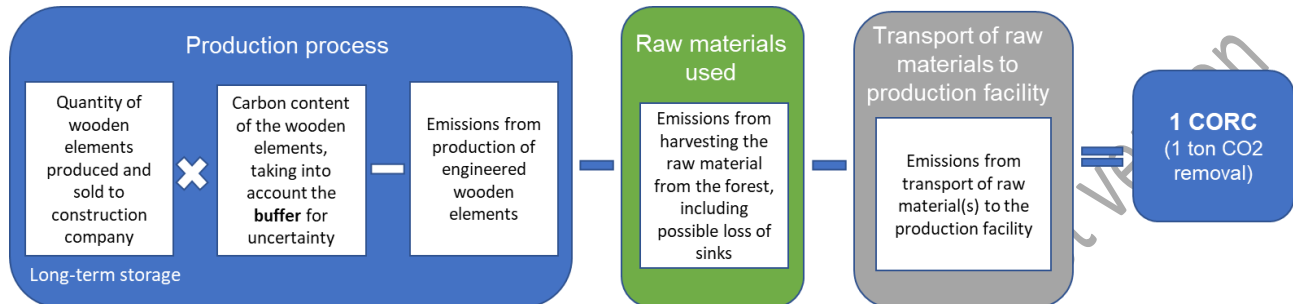 Production process
Quantity of
wooden
elements
produced and
sold to
construction
company
×
Carbon content
of the wooden
elements,
taking into
account the
buffer for
uncertainty
−
Emissions from
production of
engineered
wooden
elements
Long-term storage
−
Raw materials
used
Emissions from
harvesting the
raw material
from the forest,
including
possible loss of
sinks
−
Transport of raw
materials to
production facility
Emissions from
transport of raw
material(s) to the
production facility
=
1 CORC
(1 ton CO2
removal)